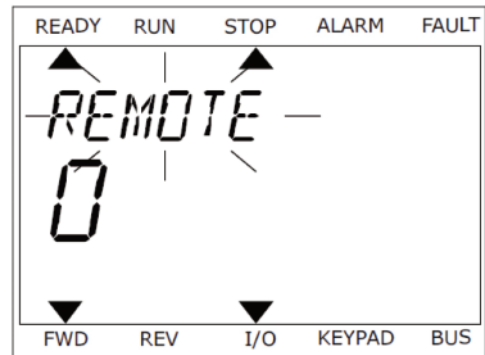 READY RUN STOP ALARM FAULT
REMOTE
0
FWD REV I/O KEYPAD BUS